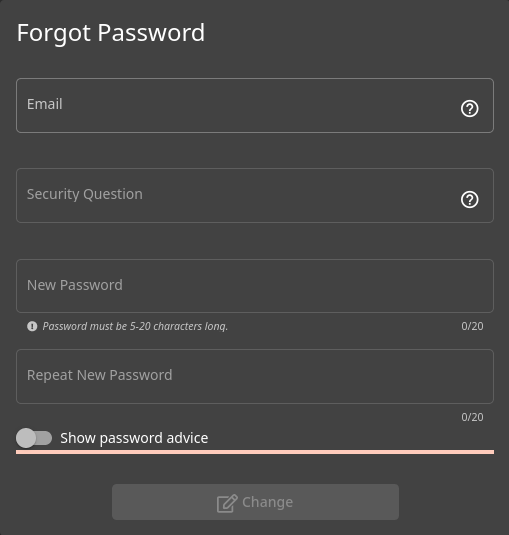 Forgot Password
Email
Security Question
New Password
Password must be 5-20 characters long. 0/20
Repeat New Password
0/20
Show password advice
Change